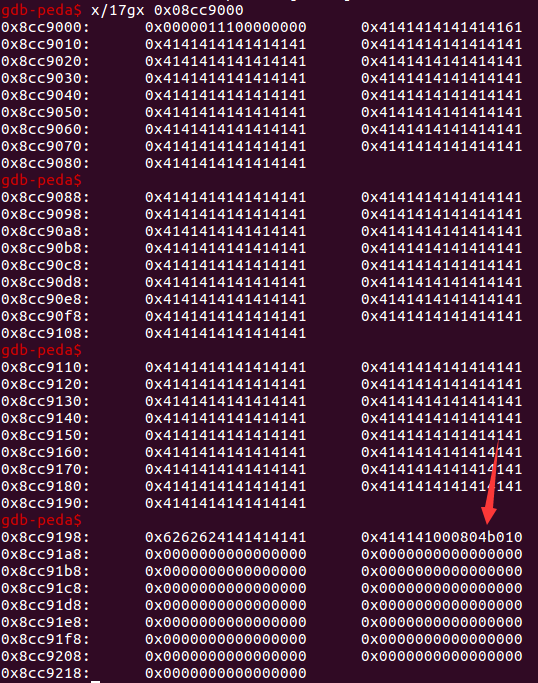 gdb-peda$ x/17gx 0x08cc9000
0x8cc9000: 0x0000011100000000 0x4141414141414161
0x8cc9010: 0x4141414141414141 0x4141414141414141
0x8cc9020: 0x4141414141414141 0x4141414141414141
0x8cc9030: 0x4141414141414141 0x4141414141414141
0x8cc9040: 0x4141414141414141 0x4141414141414141
0x8cc9050: 0x4141414141414141 0x4141414141414141
0x8cc9060: 0x4141414141414141 0x4141414141414141
0x8cc9070: 0x4141414141414141 0x4141414141414141
0x8cc9080: 0x4141414141414141
gdb-peda$
0x8cc9088: 0x4141414141414141 0x4141414141414141
0x8cc9098: 0x4141414141414141 0x4141414141414141
0x8cc90a8: 0x4141414141414141 0x4141414141414141
0x8cc90b8: 0x4141414141414141 0x4141414141414141
0x8cc90c8: 0x4141414141414141 0x4141414141414141
0x8cc90d8: 0x4141414141414141 0x4141414141414141
0x8cc90e8: 0x4141414141414141 0x4141414141414141
0x8cc90f8: 0x4141414141414141 0x4141414141414141
0x8cc9108: 0x4141414141414141
gdb-peda$
0x8cc9110: 0x4141414141414141 0x4141414141414141
0x8cc9120: 0x4141414141414141 0x4141414141414141
0x8cc9130: 0x4141414141414141 0x4141414141414141
0x8cc9140: 0x4141414141414141 0x4141414141414141
0x8cc9150: 0x4141414141414141 0x4141414141414141
0x8cc9160: 0x4141414141414141 0x4141414141414141
0x8cc9170: 0x4141414141414141 0x4141414141414141
0x8cc9180: 0x4141414141414141 0x4141414141414141
0x8cc9190: 0x4141414141414141
gdb-peda$
0x8cc9198: 0x6262624141414141 0x414141000804b010
0x8cc91a8: 0x0000000000000000 0x0000000000000000
0x8cc91b8: 0x0000000000000000 0x0000000000000000
0x8cc91c8: 0x0000000000000000 0x0000000000000000
0x8cc91d8: 0x0000000000000000 0x0000000000000000
0x8cc91e8: 0x0000000000000000 0x0000000000000000
0x8cc91f8: 0x0000000000000000 0x0000000000000000
0x8cc9208: 0x0000000000000000 0x0000000000000000
0x8cc9218: 0x0000000000000000